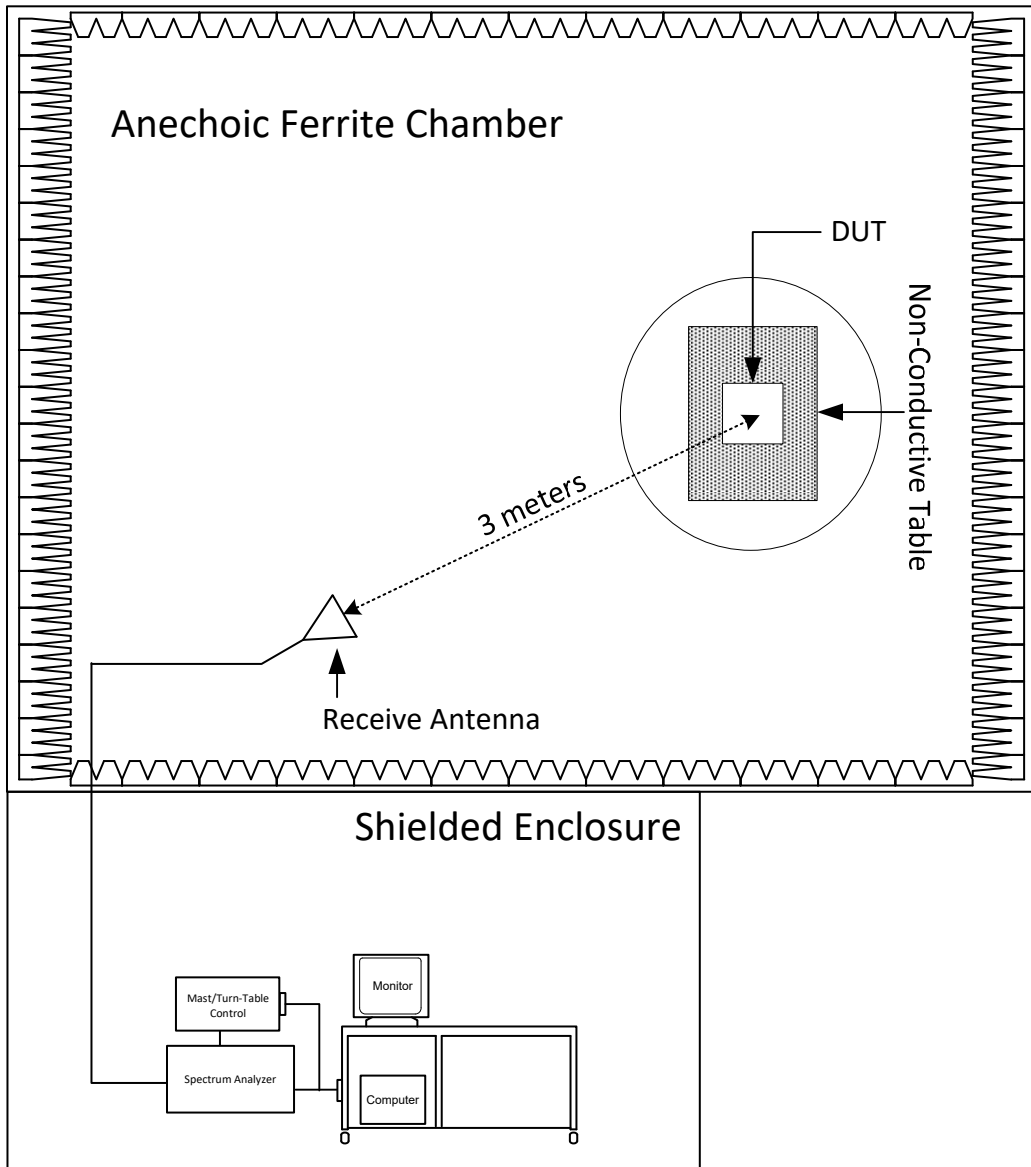 Anechoic Ferrite Chamber
DUT
Non-Conductive Table
3 meters
Receive Antenna
Shielded Enclosure
Monitor
Mast/Turn-Table
Control
Spectrum Analyzer
Computer